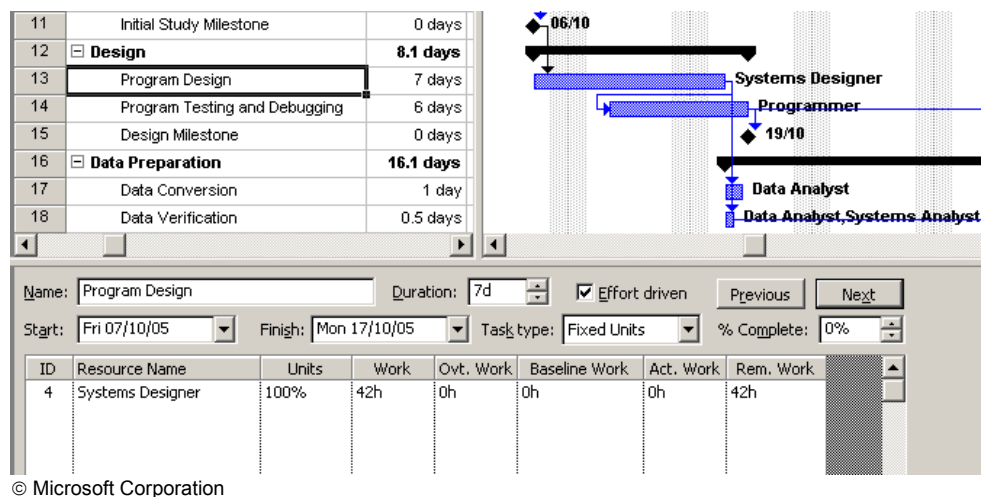 11 Initial Study Milestone 0 days 06/10
12 Design 8.1 days
13 Program Design 7 days Systems Designer
14 Program Testing and Debugging 6 days Programmer
15 Design Milestone 0 days 19/10
16 Data Preparation 16.1 days
17 Data Conversion 1 day Data Analyst
18 Data Verification 0.5 days Data Analyst,Systems Analyst
Name: Program Design Duration: 7d Effort driven Previous Next
Start: Fri 07/10/05 Finish: Mon 17/10/05 Task type: Fixed Units % Complete: 0%
ID Resource Name Units Work Ovt. Work Baseline Work Act. Work Rem. Work
4 Systems Designer 100% 42h 0h 0h 0h 42h
© Microsoft Corporation